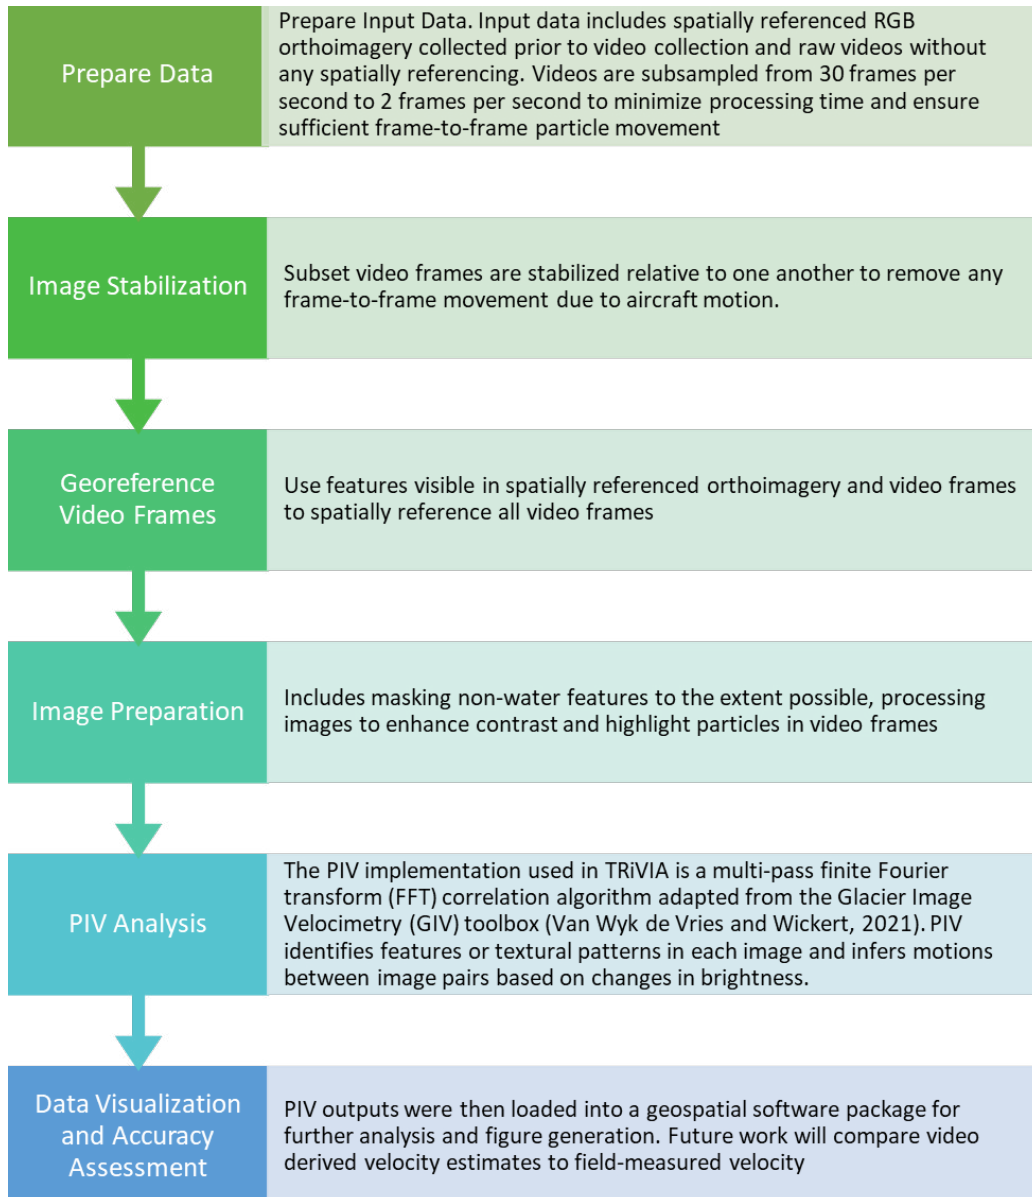 Prepare Data
Prepare Input Data. Input data includes spatially referenced RGB
orthoimagery collected prior to video collection and raw videos without
any spatially referencing. Videos are subsampled from 30 frames per
second to 2 frames per second to minimize processing time and ensure
sufficient frame-to-frame particle movement
Image Stabilization
Subset video frames are stabilized relative to one another to remove any
frame-to-frame movement due to aircraft motion.
Georeference
Video Frames
Use features visible in spatially referenced orthoimagery and video frames
to spatially reference all video frames
Image Preparation
Includes masking non-water features to the extent possible, processing
images to enhance contrast and highlight particles in video frames
PIV Analysis
The PIV implementation used in TRiVIA is a multi-pass finite Fourier
transform (FFT) correlation algorithm adapted from the Glacier Image
Velocimetry (GIV) toolbox (Van Wyk de Vries and Wickert, 2021). PIV
identifies features or textural patterns in each image and infers motions
between image pairs based on changes in brightness.
Data Visualization
and Accuracy
Assessment
PIV outputs were then loaded into a geospatial software package for
further analysis and figure generation. Future work will compare video
derived velocity estimates to field-measured velocity